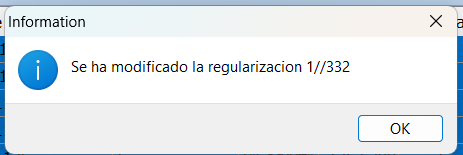 Information
Se ha modificado la regularizacion 1//332
OK